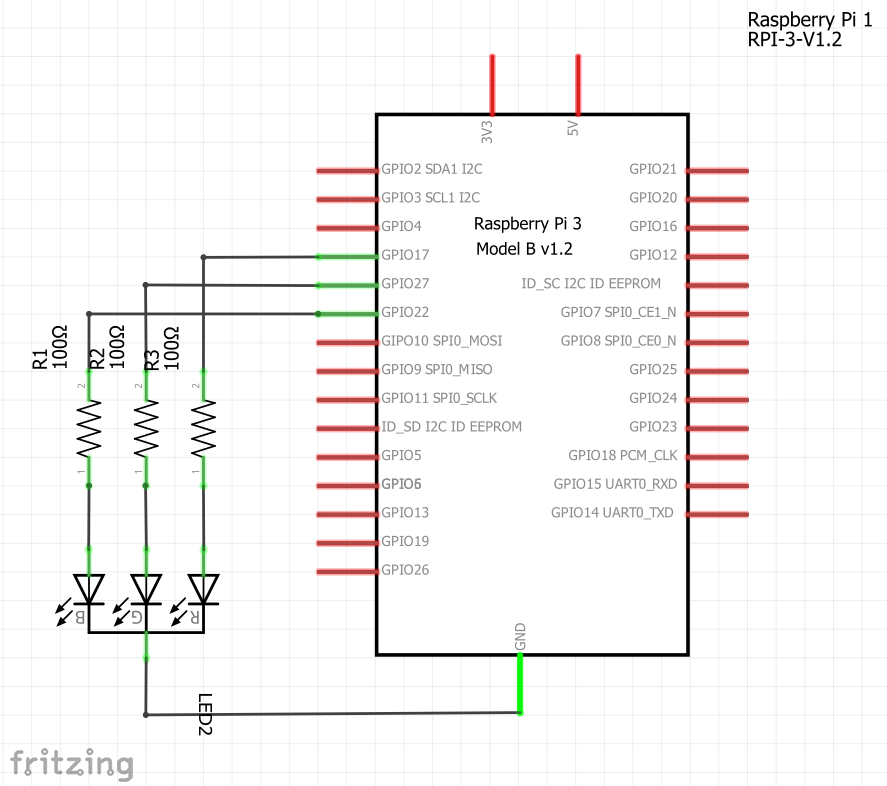 Raspberry Pi 1
RPI-3-V1.2
3V3
5V
GPIO2 SDA1 I2C
GPIO21
GPIO3 SCL1 I2C
GPIO20
GPIO4
Raspberry Pi 3
GPIO16
GPIO17
Model B v1.2
GPIO12
GPIO27
ID_SC I2C ID EEPROM
GPIO22
GPIO7 SPI0_CE1_N
GIPO10 SPI0_MOSI
GPIO8 SPI0_CE0_N
GPIO9 SPI0_MISO
GPIO25
GPIO11 SPI0_SCLK
GPIO24
ID_SD I2C ID EEPROM
GPIO23
GPIO5
GPIO18 PCM_CLK
GPIO6
GPIO15 UART0_RXD
GPIO13
GPIO14 UART0_TXD
GPIO19
GPIO26
GND
R1
100Ω
R2
100Ω
R3
100Ω
2
2
2
1
1
1
B
G
R
LED2
fritzing